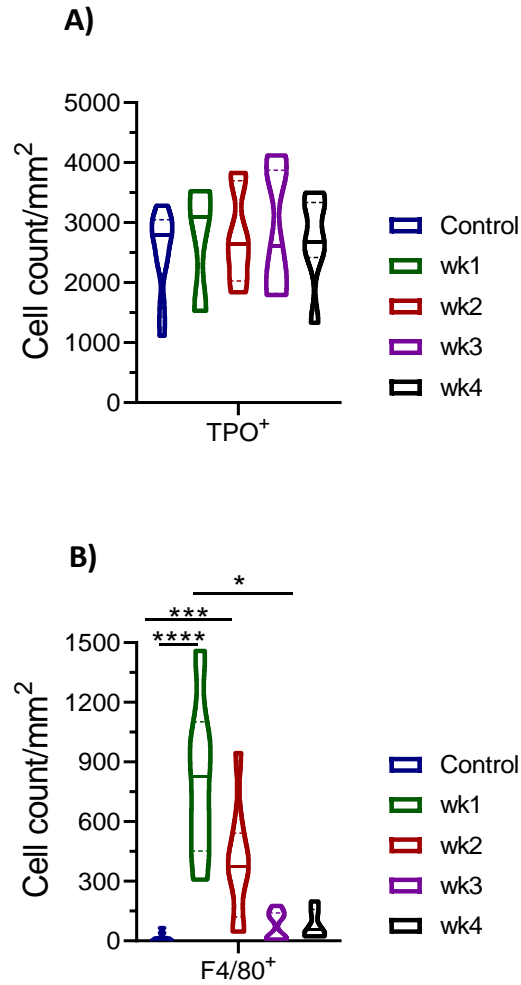 A)
5000
4000
3000
2000
1000
0
Cell count/mm²
TPO⁺
Control
wk1
wk2
wk3
wk4
B)
*
***
****
1500
1200
900
600
300
0
Cell count/mm²
F4/80⁺
Control
wk1
wk2
wk3
wk4